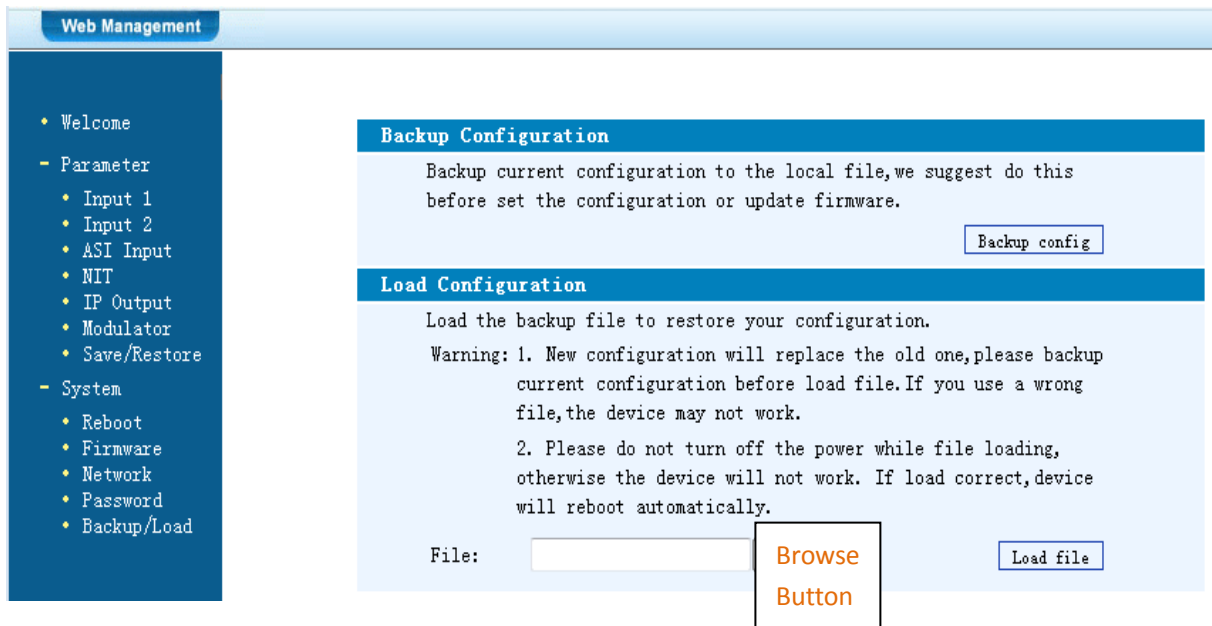 Web Management
Welcome
Parameter
Input 1
Input 2
ASI Input
NIT
IP Output
Modulator
Save/Restore
System
Reboot
Firmware
Network
Password
Backup/Load
Backup Configuration
Backup current configuration to the local file,we suggest do this
before set the configuration or update firmware.
Backup config
Load Configuration
Load the backup file to restore your configuration.
Warning: 1. New configuration will replace the old one,please backup
current configuration before load file.If you use a wrong
file,the device may not work.
2. Please do not turn off the power while file loading,
otherwise the device will not work. If load correct,device
will reboot automatically.
File:
Browse
Button
Load file